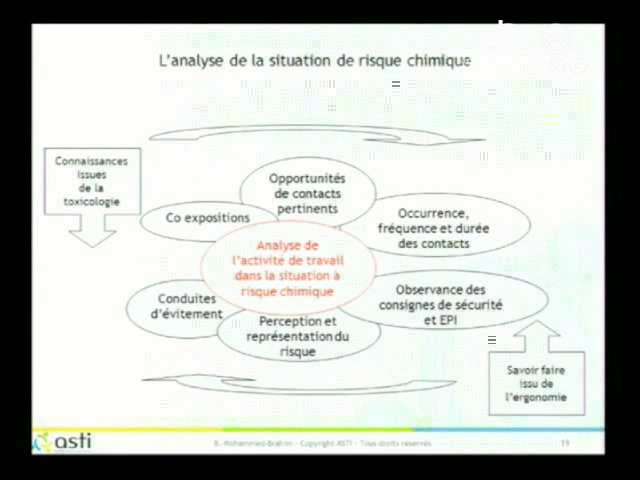 L'analyse de la situation de risque chimique
Connaissances
issues
de la
toxicologie
Opportunités
de contacts
pertinents
Co expositions
Occurrence,
fréquence et durée
des contacts
Analyse de
l'activité de travail
dans la situation à
risque chimique
Observance des
consignes de sécurité
et EPI
Conduites
d'évitement
Perception et
représentation du
risque
Savoir faire
issu de
l'ergonomie
asti
B. Mohammed-Brahim - Copyright ASTI - Tous droits réservés
19